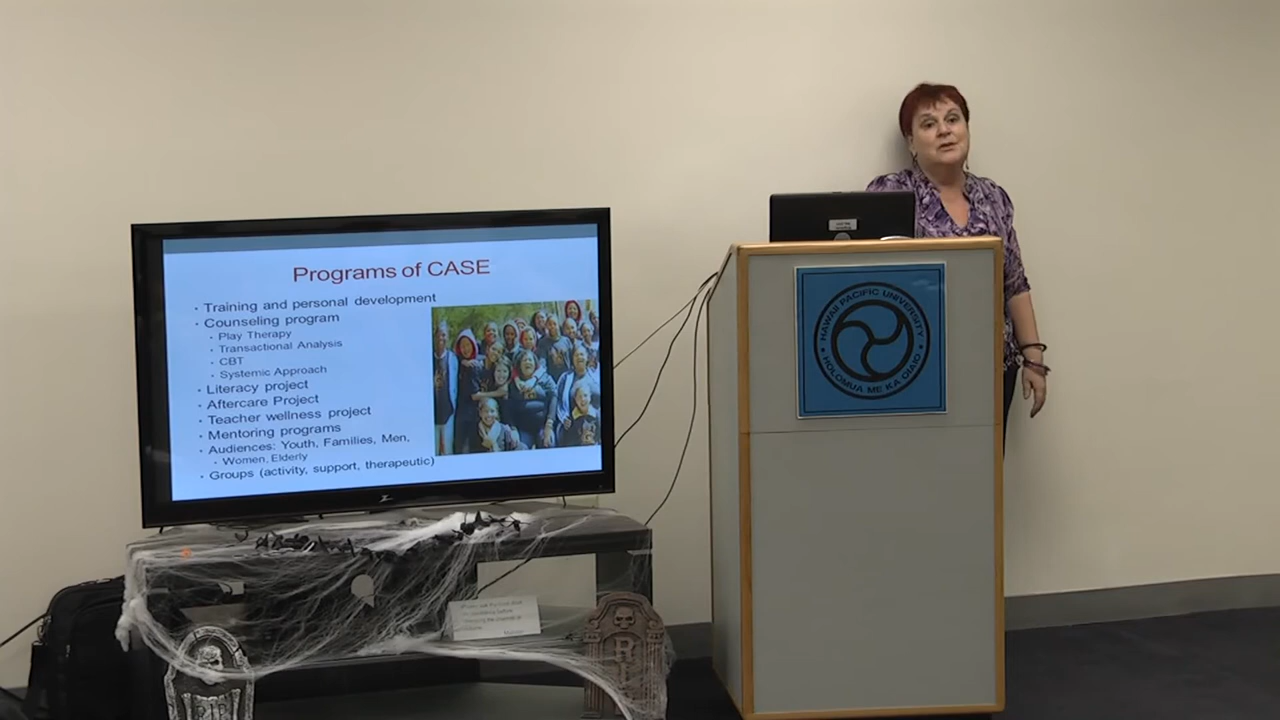 Programs of CASE
• Training and personal development
• Counseling program
• Play Therapy
• Transactional Analysis
• CBT
• Systemic Approach
• Literacy project
• Aftercare Project
• Teacher wellness project
• Mentoring programs
• Audiences: Youth, Families, Men,
• Women, Elderly
• Groups (activity, support, therapeutic)
HAWAII PACIFIC UNIVERSITY
HOLOMUA ME KA OIAIO
RIP